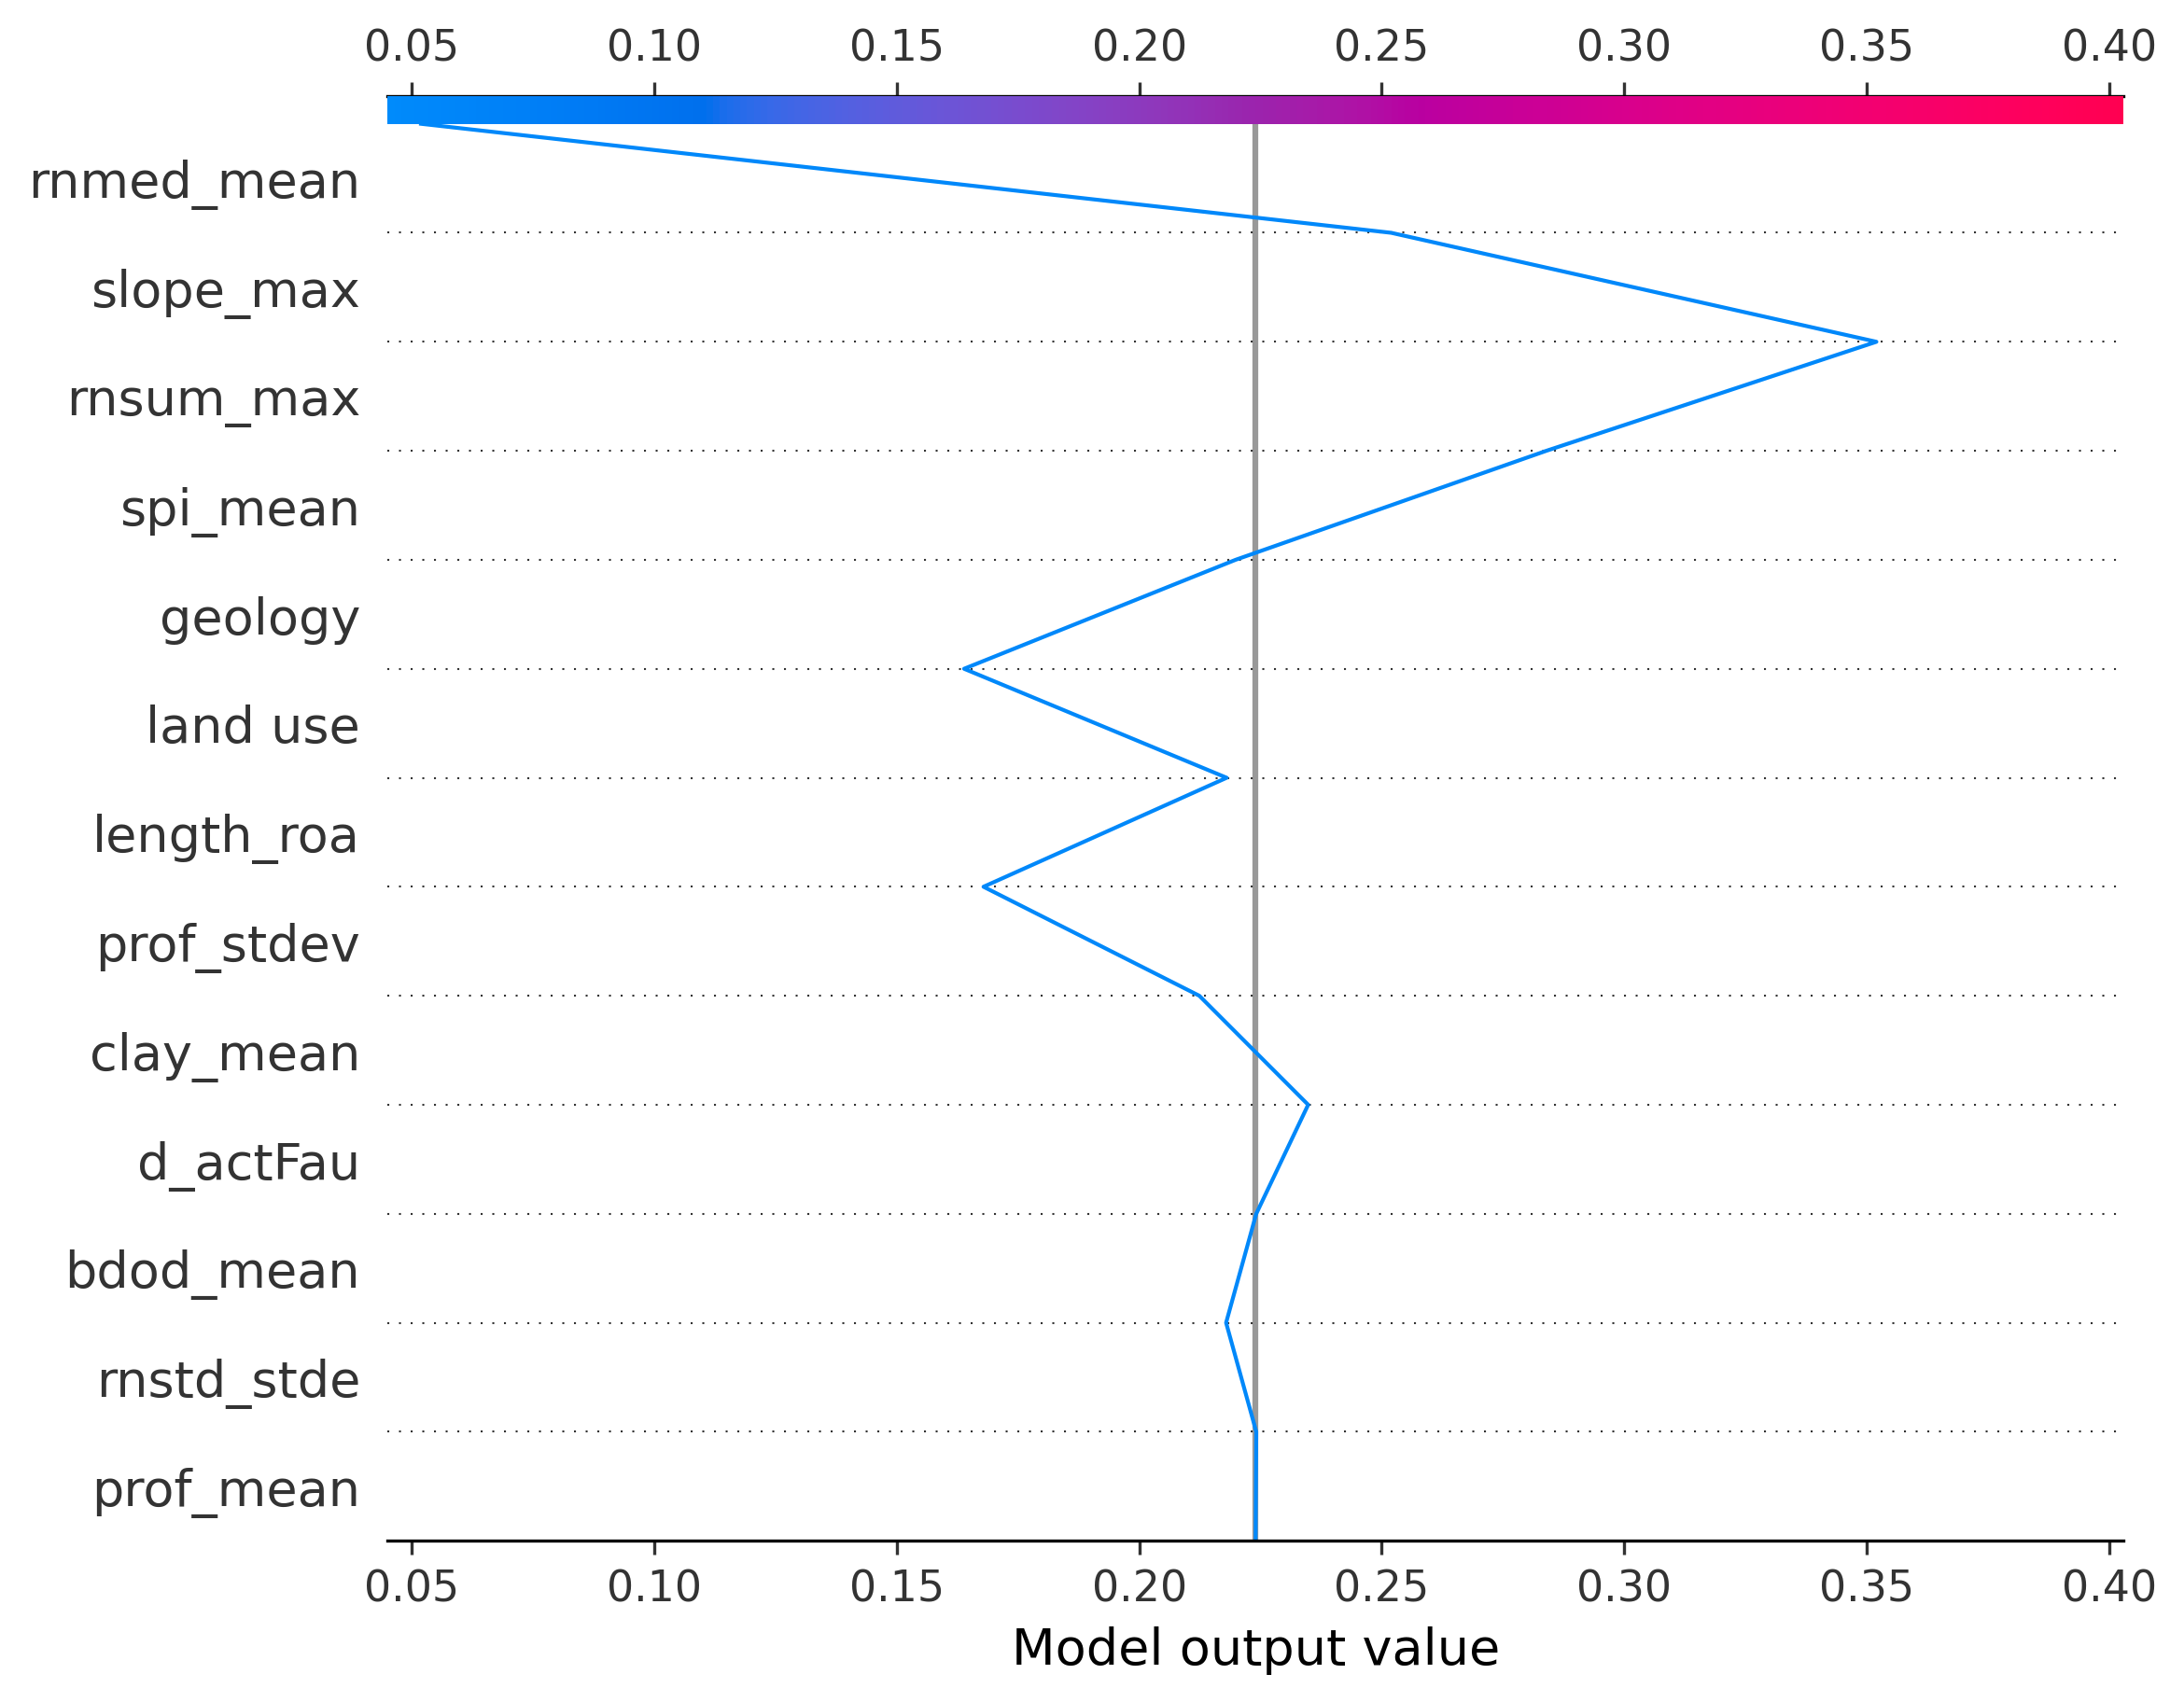 0.05 0.10 0.15 0.20 0.25 0.30 0.35 0.40
rnmed_mean
slope_max
rnsum_max
spi_mean
geology
land use
length_roa
prof_stdev
clay_mean
d_actFau
bdod_mean
rnstd_stde
prof_mean
0.05 0.10 0.15 0.20 0.25 0.30 0.35 0.40
Model output value